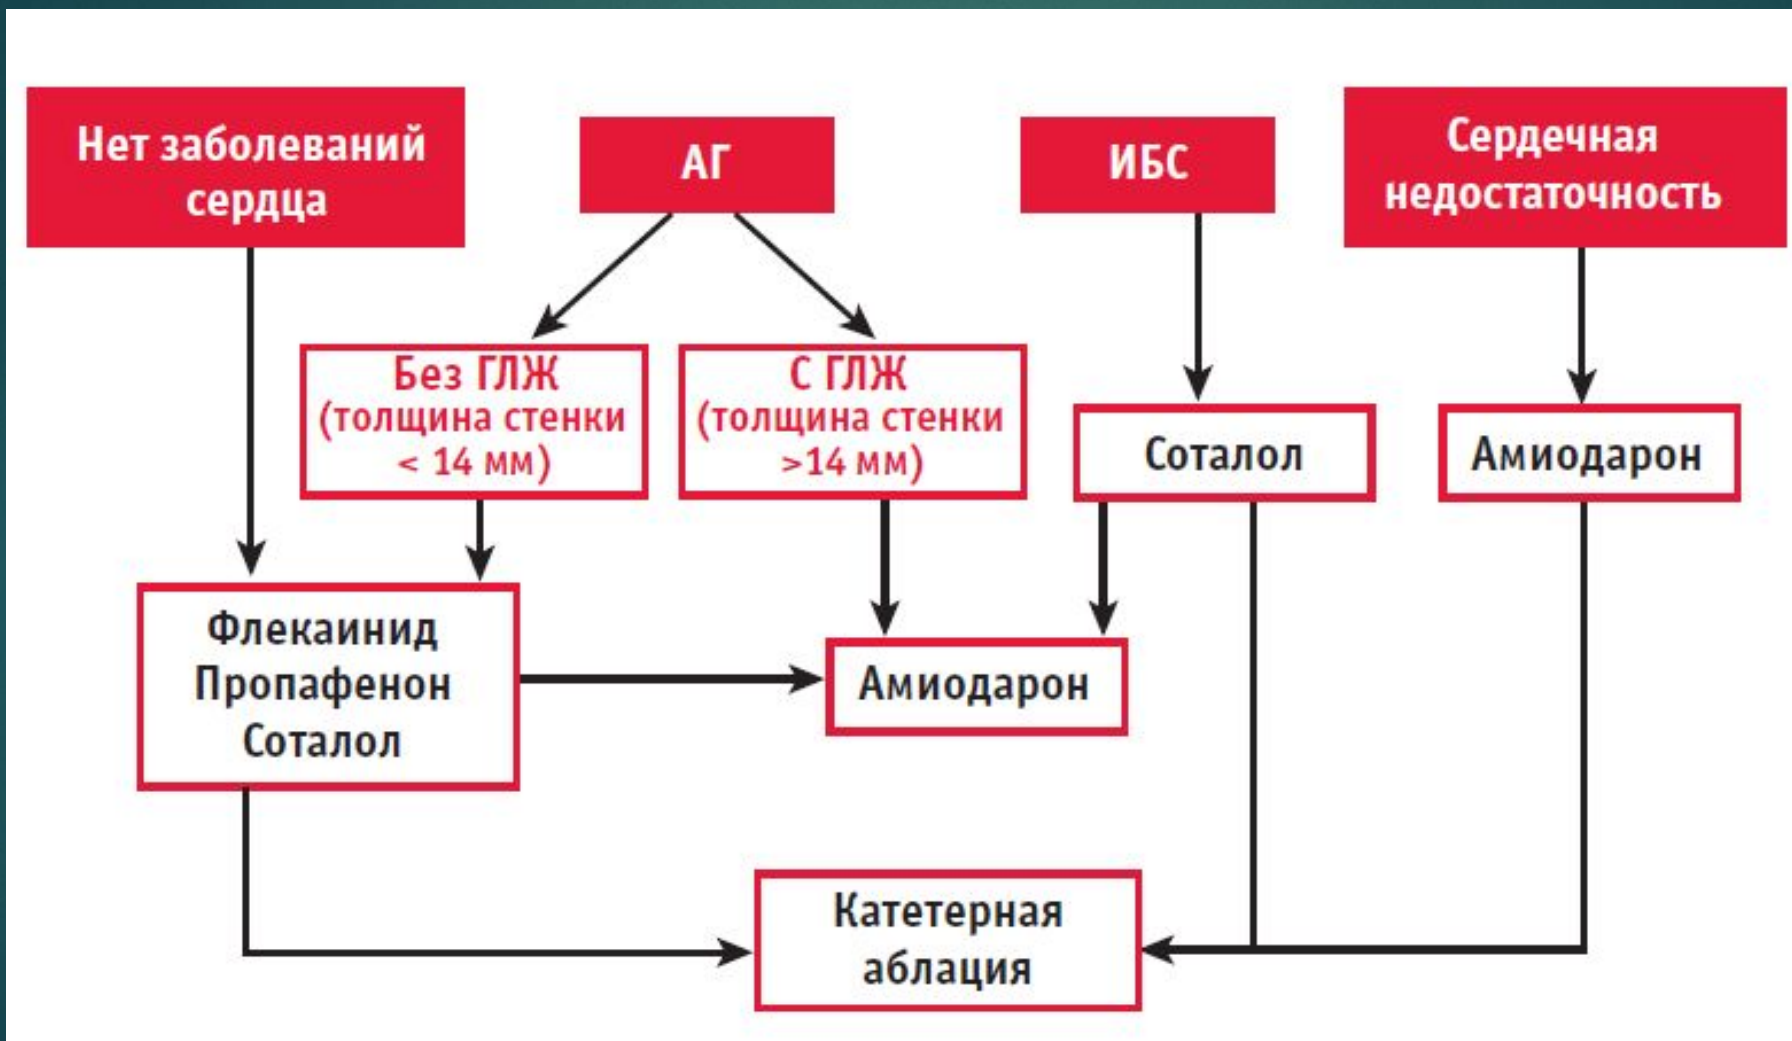 Нет заболеваний
сердца
АГ
ИБС
Сердечная
недостаточность
Без ГЛЖ
(толщина стенки
< 14 мм)
С ГЛЖ
(толщина стенки
>14 мм)
Соталол
Амиодарон
Флекаинид
Пропафенон
Соталол
Амиодарон
Катетерная
аблация